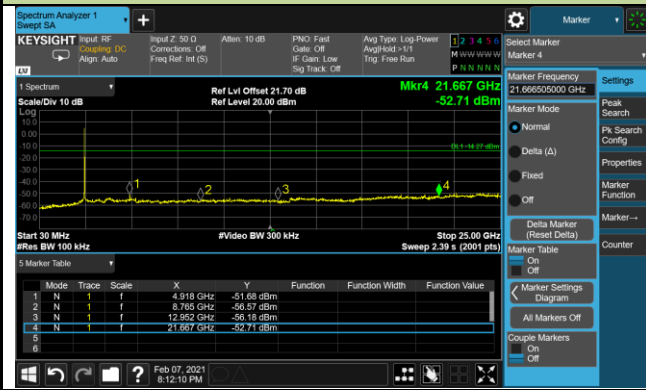 Spectrum Analyzer 1
Swept SA
Marker
KEYSIGHT Input: RF Input Z: 50 Ω Atten: 10 dB PNO: Fast Avg Type: Log-Power 1 2 3 4 5 6
Coupling: DC Corrections: Off Gate: Off Avg|Hold:>1/1 M W W W W W
Align: Auto Freq Ref: Int (S) IF Gain: Low Trig: Free Run
Sig Track: Off P N N N N N
LXI
Select Marker
Marker 4
1 Spectrum
Ref Lvl Offset 21.70 dB Mkr4 21.667 GHz
Scale/Div 10 dB Ref Level 20.00 dBm -52.71 dBm
Log
10.0
0.00
-10.0
DL1 -14.27 dBm
-20.0
-30.0
-40.0
-50.0
-60.0
-70.0
1
2
3
4
Start 30 MHz #Video BW 300 kHz Stop 25.00 GHz
#Res BW 100 kHz Sweep 2.39 s (2001 pts)
5 Marker Table
Mode Trace Scale X Y Function Function Width Function Value
1 N 1 f 4.918 GHz -51.68 dBm
2 N 1 f 8.765 GHz -56.57 dBm
3 N 1 f 12.952 GHz -56.18 dBm
4 N 1 f 21.667 GHz -52.71 dBm
5
6
Feb 07, 2021
8:12:10 PM
Marker Frequency
21.666505000 GHz
Marker Mode
Normal
Delta (Δ)
Fixed
Off
Delta Marker
(Reset Delta)
Marker Table
On
Off
Marker Settings
Diagram
All Markers Off
Couple Markers
On
Off
Settings
Peak
Search
Pk Search
Config
Properties
Marker
Function
Marker→
Counter